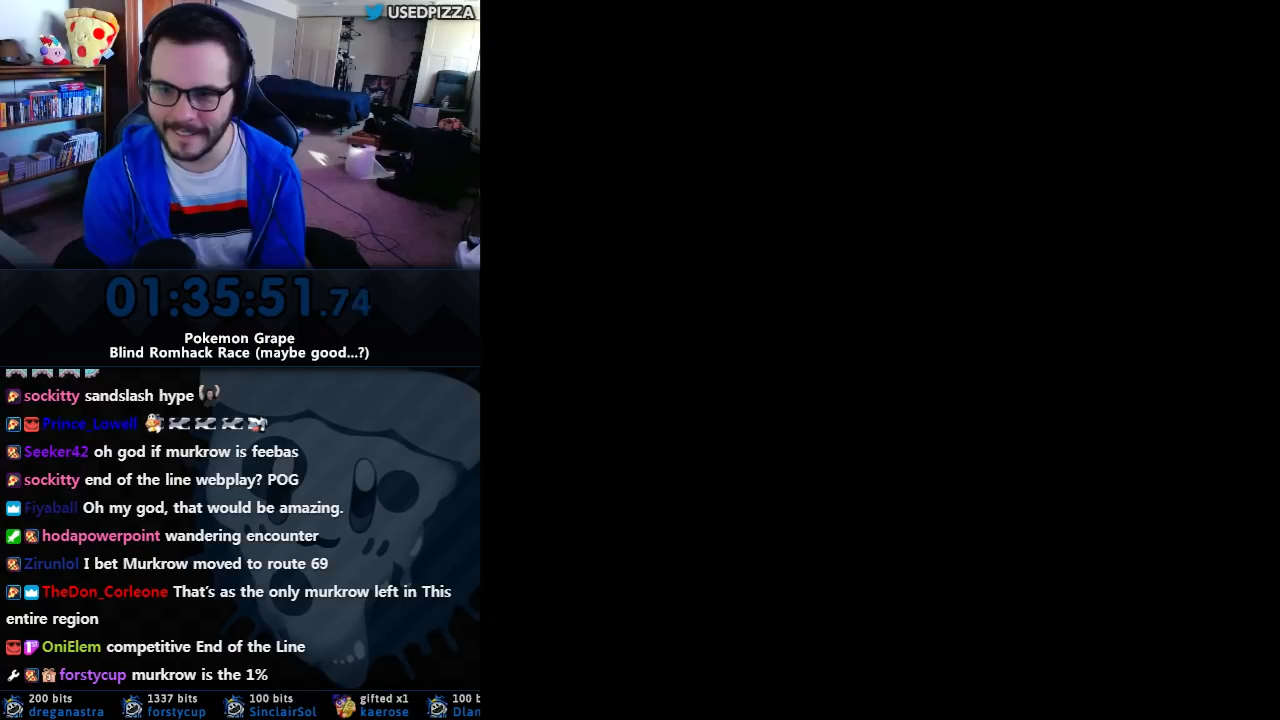 USEDPIZZA
01:35:51.74
Pokemon Grape
Blind Romhack Race (maybe good...?)
sockitty sandslash hype
Prince_Lowell
Seeker42 oh god if murkrow is feebas
sockitty end of the line webplay? POG
Fiyaball Oh my god, that would be amazing.
hodapowerpoint wandering encounter
Zirunlol I bet Murkrow moved to route 69
TheDon_Corleone That's as the only murkrow left in This
entire region
OniElem competitive End of the Line
forstycup murkrow is the 1%
200 bits 1337 bits 100 bits gifted x1 100 b
dreganastra forstycup SinclairSol kaerose Dlan